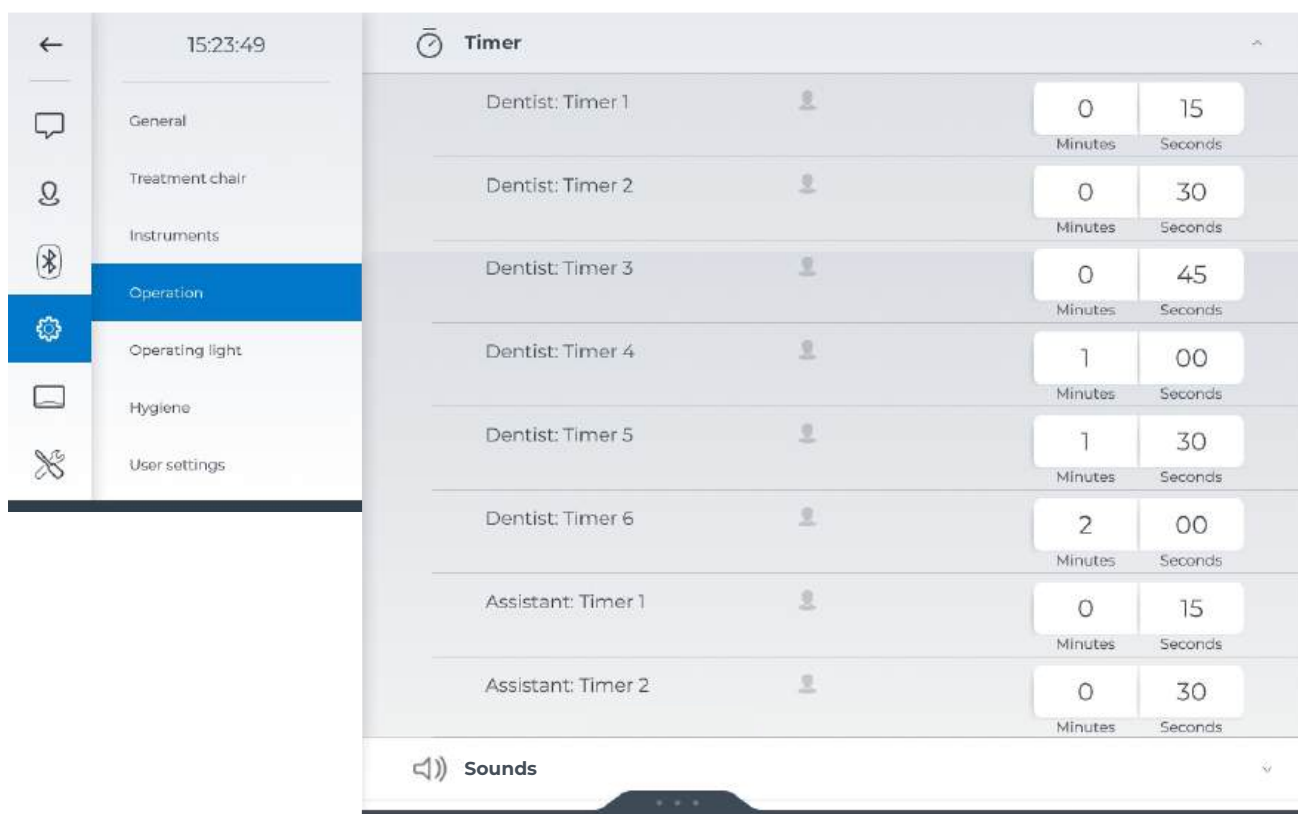 15:23:49
General
Treatment chair
Instruments
Operation
Operating light
Hygiene
User settings
Timer
Dentist: Timer 1
0 15
Minutes Seconds
Dentist: Timer 2
0 30
Minutes Seconds
Dentist: Timer 3
0 45
Minutes Seconds
Dentist: Timer 4
1 00
Minutes Seconds
Dentist: Timer 5
1 30
Minutes Seconds
Dentist: Timer 6
2 00
Minutes Seconds
Assistant: Timer 1
0 15
Minutes Seconds
Assistant: Timer 2
0 30
Minutes Seconds
Sounds